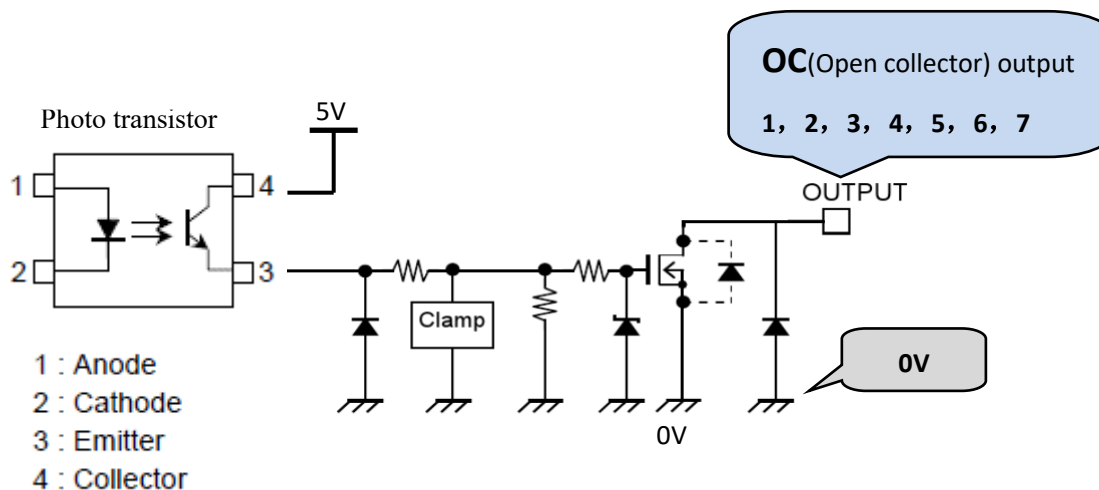 OC(Open collector) output
1, 2, 3, 4, 5, 6, 7
Photo transistor
5V
OUTPUT
1
4
2
3
Clamp
0V
0V
1 : Anode
2 : Cathode
3 : Emitter
4 : Collector